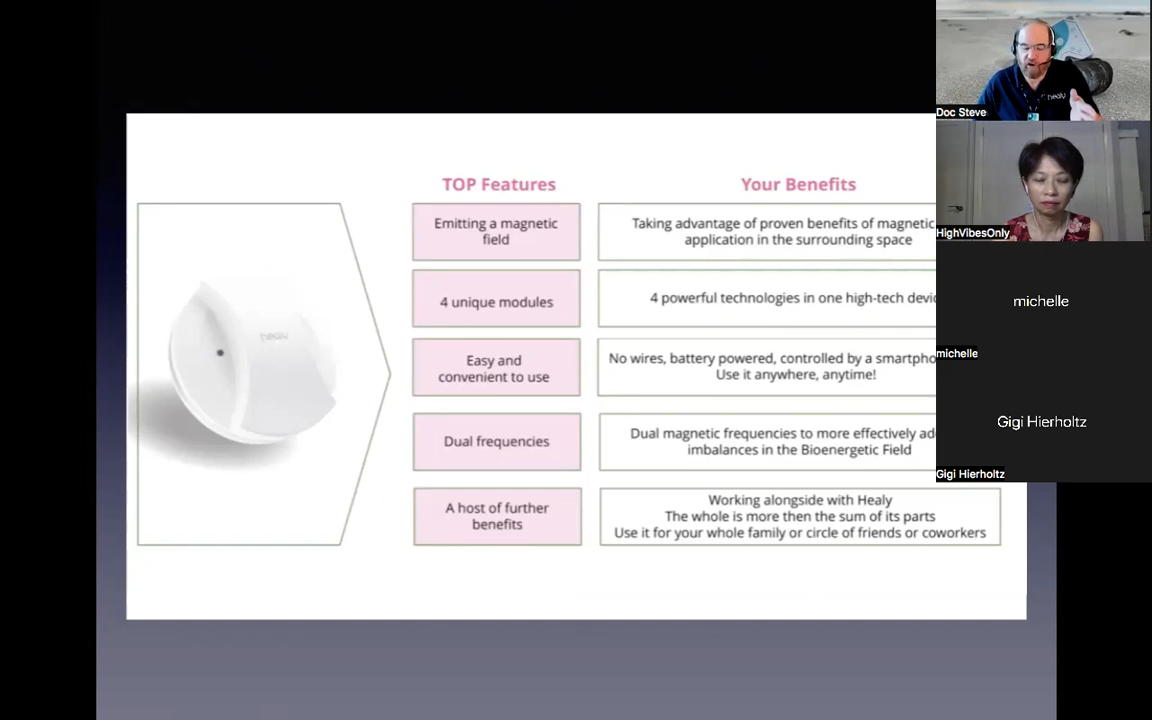 TOP Features
Your Benefits
Emitting a magnetic
field
Taking advantage of proven benefits of magnetic
application in the surrounding space
4 unique modules
4 powerful technologies in one high-tech
Easy and
convenient to use
No wires, battery powered, controlled by a
Use it anywhere, anytime!
Dual frequencies
Dual magnetic frequencies to more effectively
imbalances in the Bioenergetic Field
A host of further
benefits
Working alongside with Healy
The whole is more then the sum of its parts
Use it for your whole family or circle of friends or coworkers
healy
healy
Doc Steve
HighVibesOnly
michelle
michelle
Gigi Hierholtz
Gigi Hierholtz